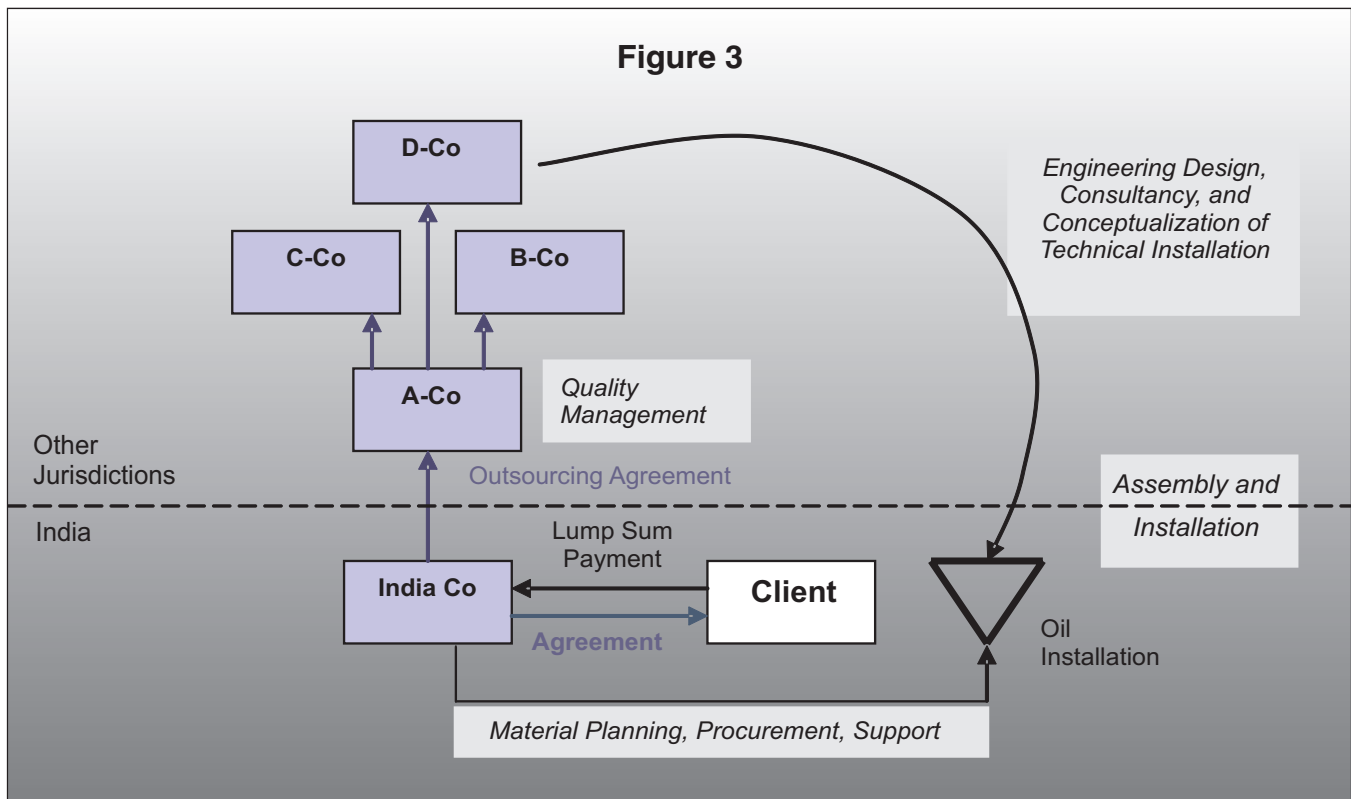 Figure 3
D-Co
Engineering Design,
Consultancy, and
Conceptualization of
Technical Installation
C-Co
B-Co
A-Co
Quality
Management
Other
Jurisdictions
Outsourcing Agreement
Assembly and
Installation
India
Lump Sum
Payment
India Co
Client
Agreement
Oil
Installation
Material Planning, Procurement, Support